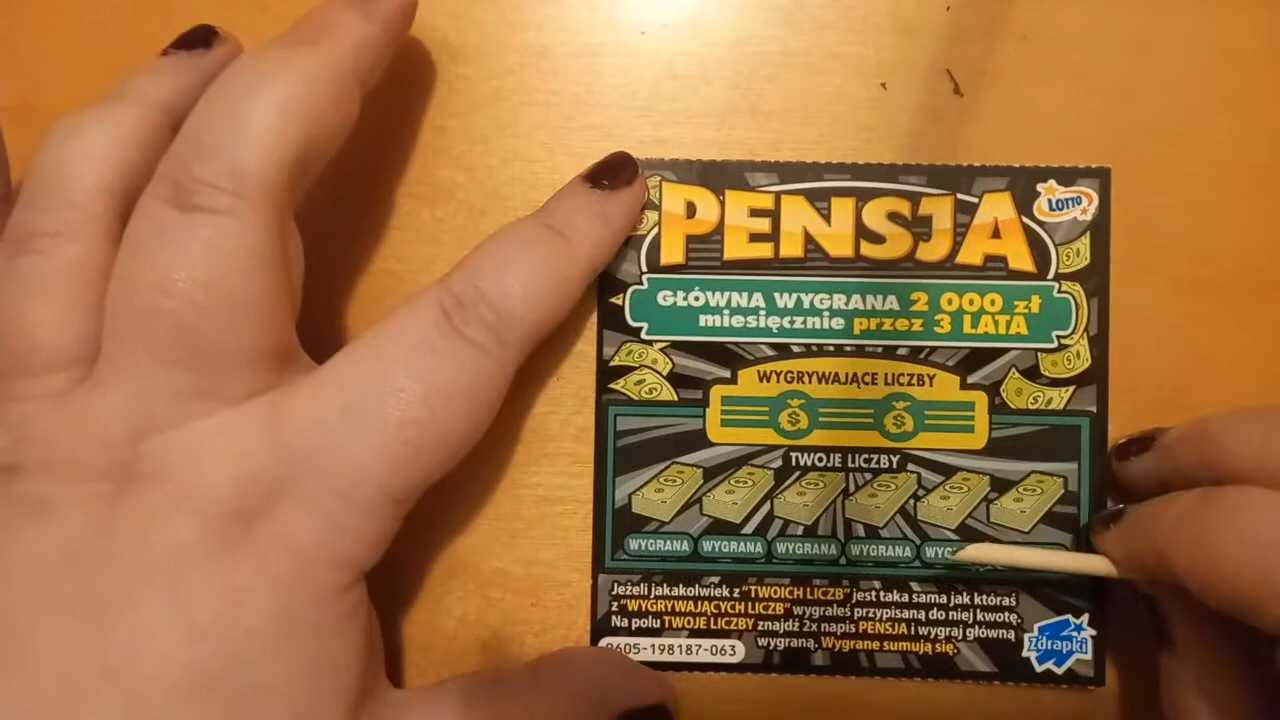 PENSJA
LOTTO
GŁÓWNA WYGRANA 2 000 zł
miesięcznie przez 3 LATA
WYGRYWAJĄCE LICZBY
TWOJE LICZBY
WYGRANA WYGRANA WYGRANA WYGRANA
Jeżeli jakakolwiek z "TWOICH LICZB" jest taka sama jak któraś
z "WYGRYWAJĄCYCH LICZB" wygrałeś przypisaną do niej kwotę.
Na polu TWOJE LICZBY znajdź 2x napis PENSJA i wygraj główną
wygraną. Wygrane sumują się.
0605-198187-063
Zdrapki